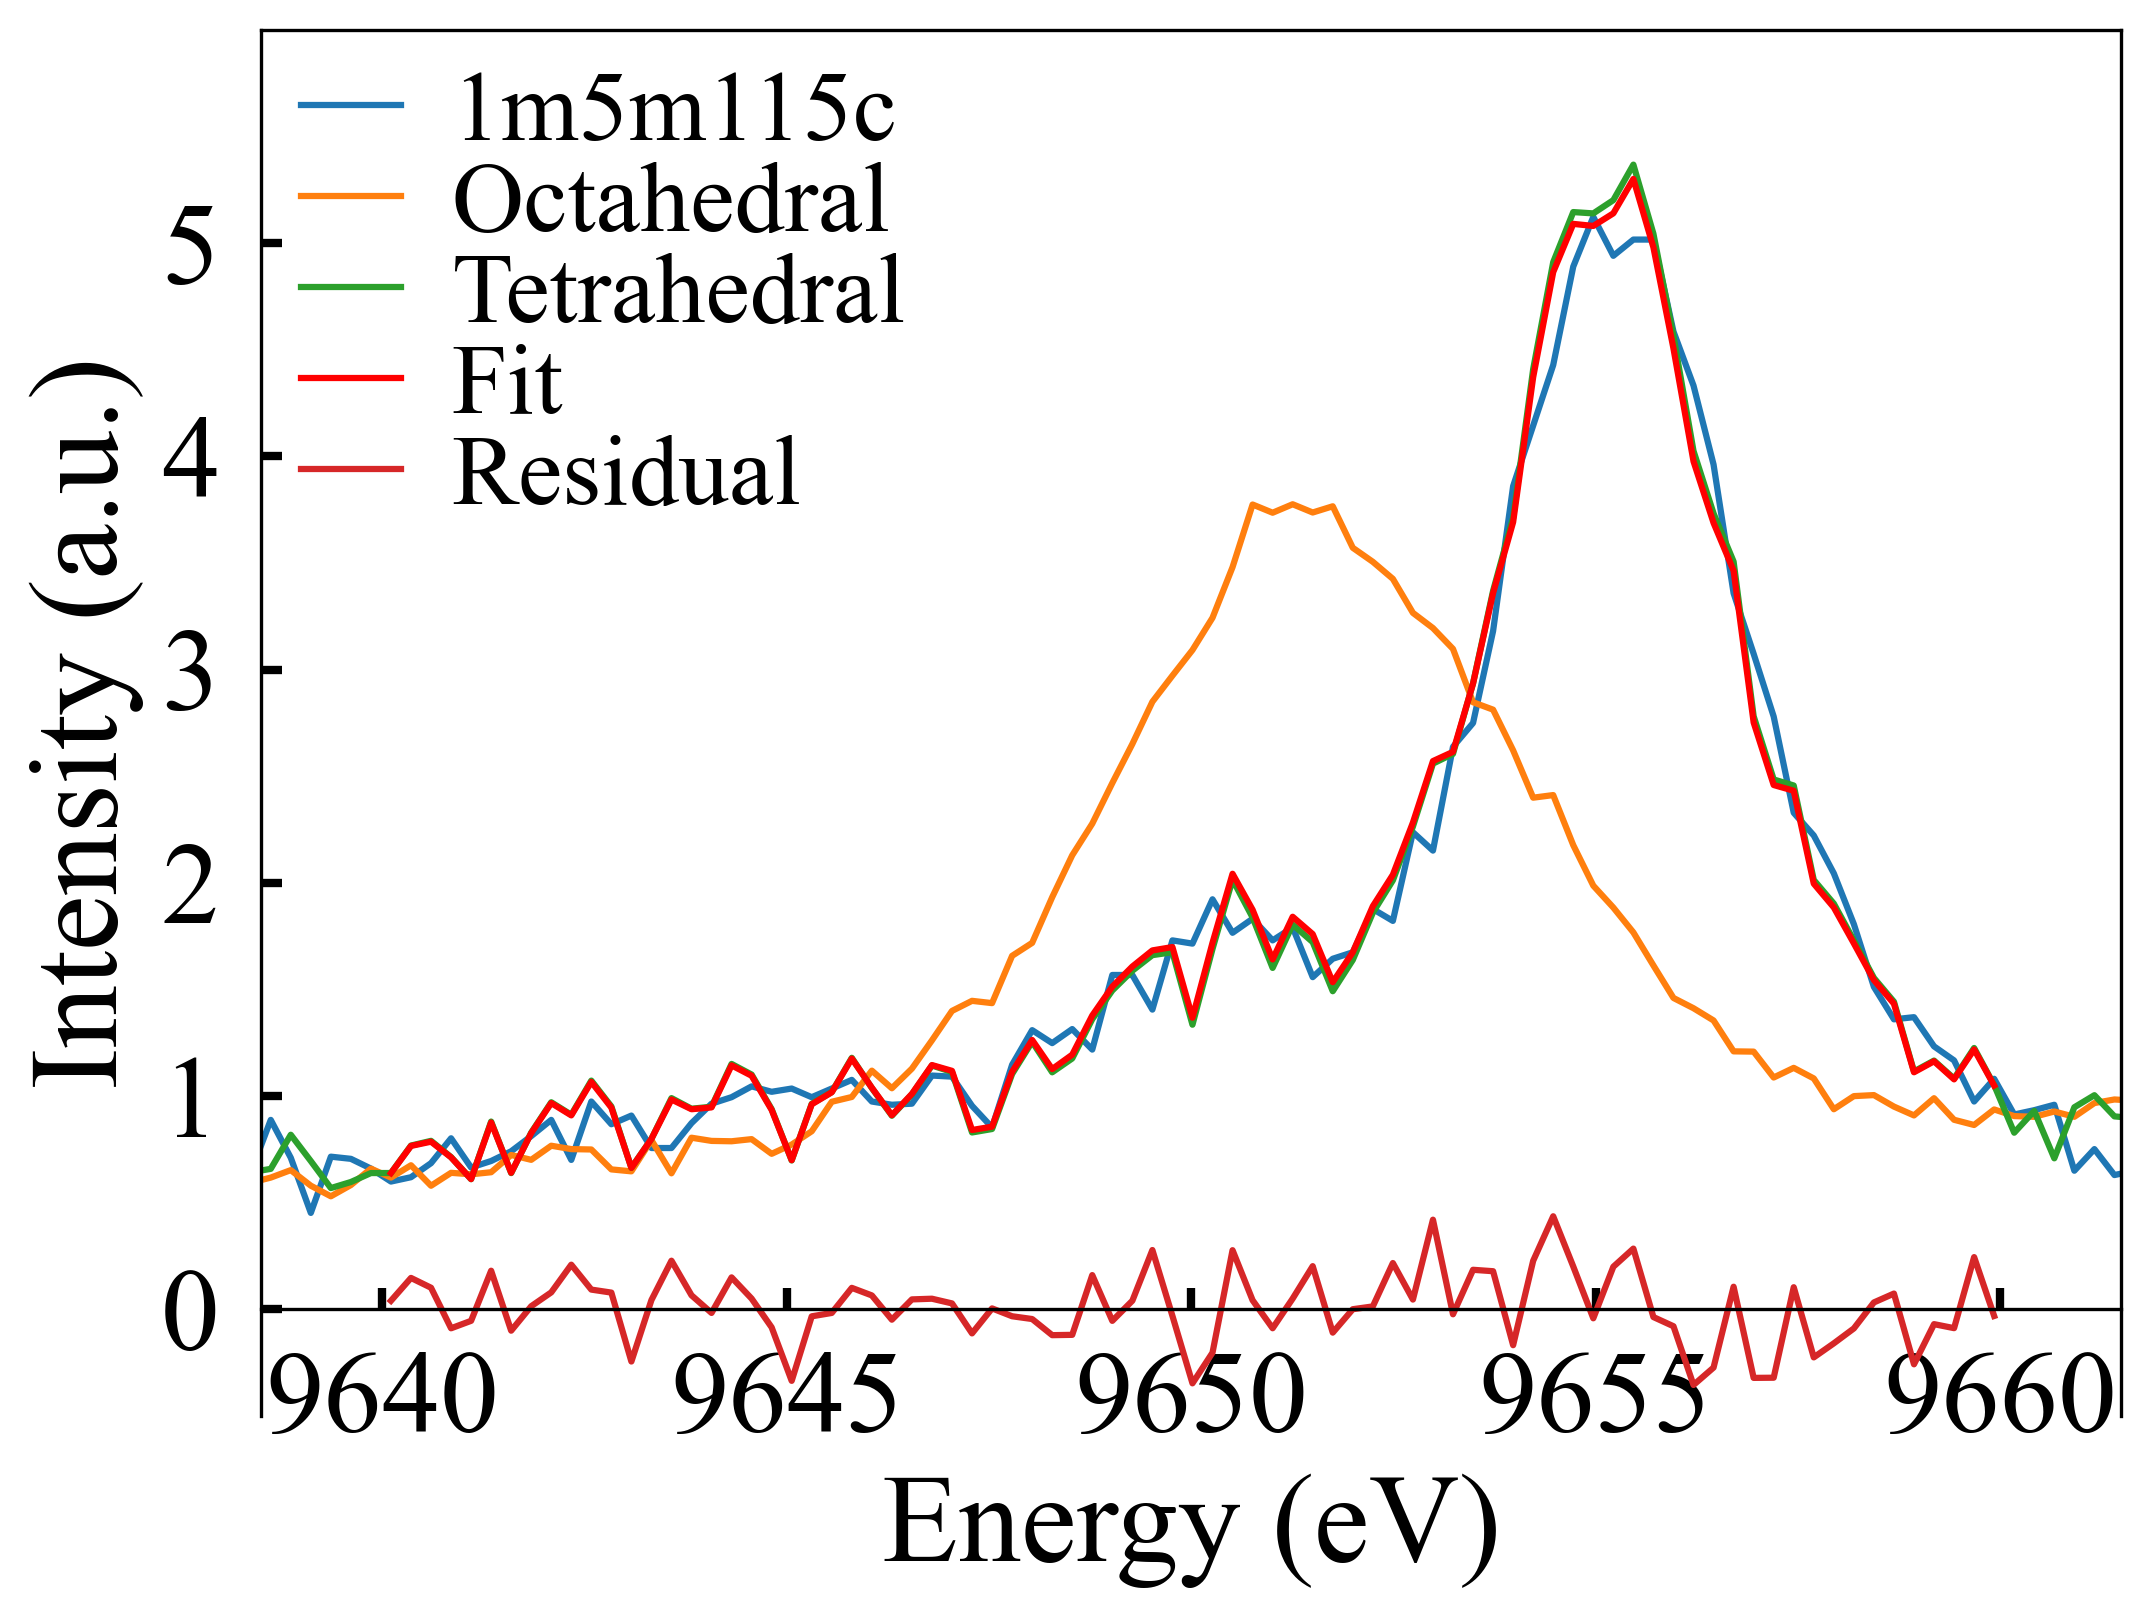 1m5m115c
Octahedral
Tetrahedral
Fit
Residual
Intensity (a.u.)
5
4
3
2
1
0
9640 9645 9650 9655 9660
Energy (eV)